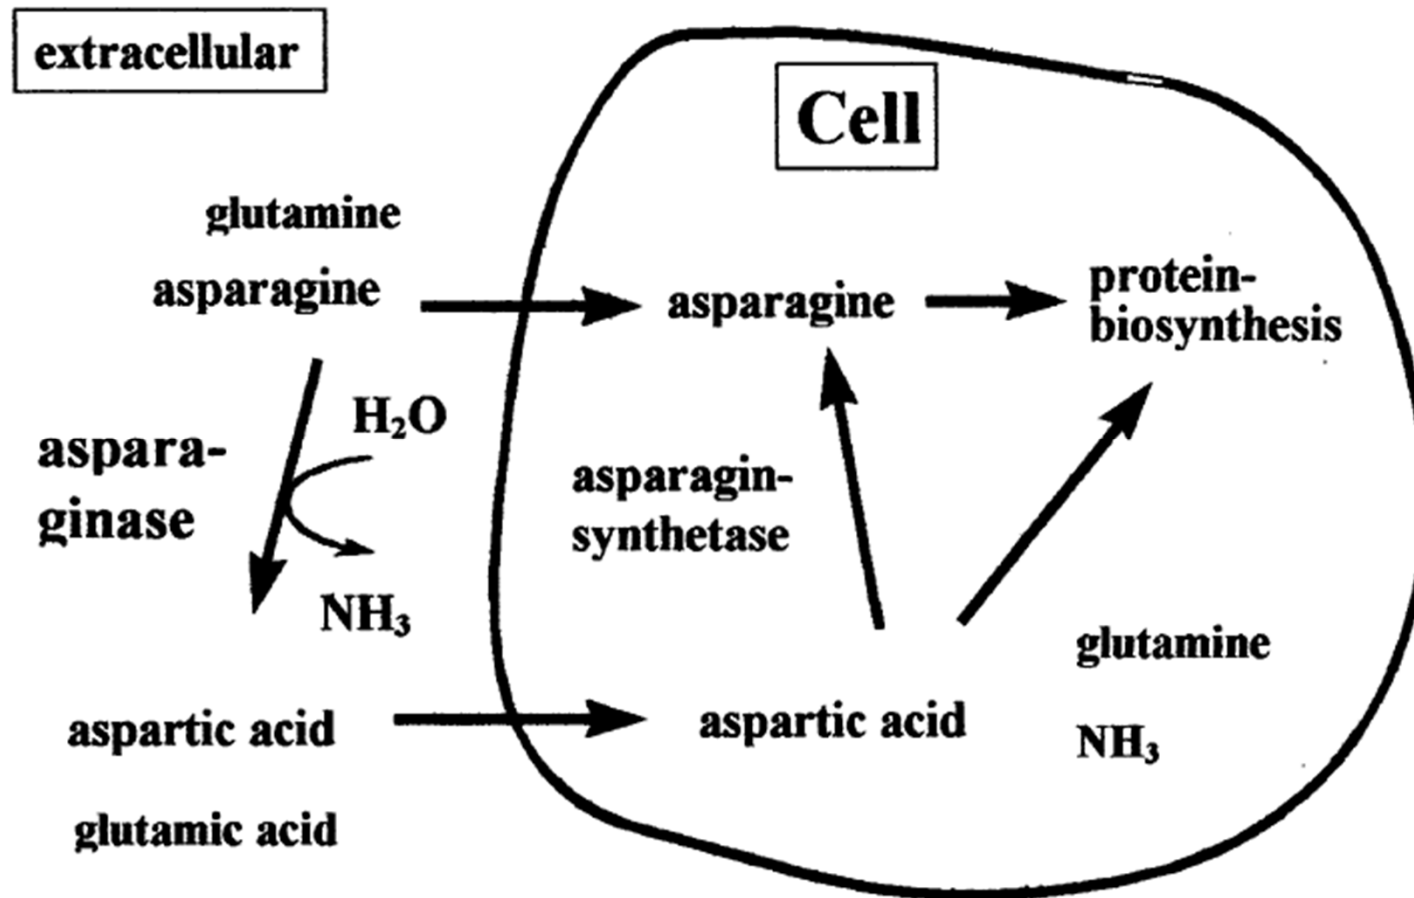 extracellular
Cell
glutamine
asparagine
asparagine
protein-
biosynthesis
H₂O
aspara-
ginase
asparagin-
synthetase
NH₃
glutamine
aspartic acid
aspartic acid
NH₃
glutamic acid